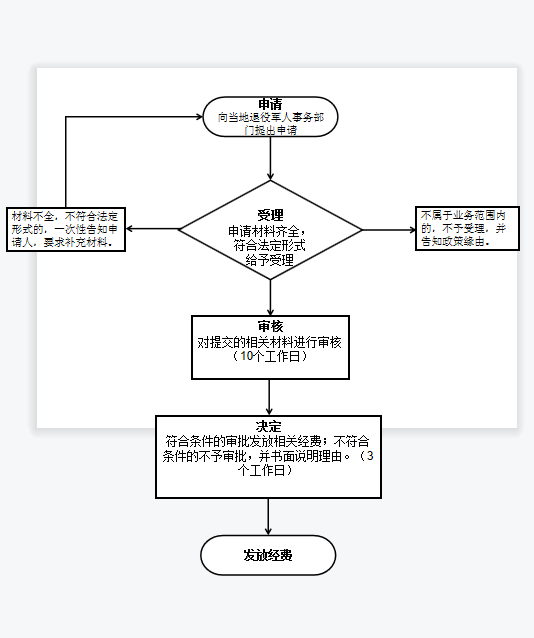 申请
向当地退役军人事务部
门提出申请
材料不全，不符合法定
形式的，一次性告知申
请人，要求补充材料。
受理
申请材料齐全，
符合法定形式
给予受理
不属于业务范围内
的，不予受理，并
告知政策缘由。
审核
对提交的相关材料进行审核
（10个工作日）
决定
符合条件的审批发放相关经费；不符合
条件的不予审批，并书面说明理由。（3
个工作日）
发放经费